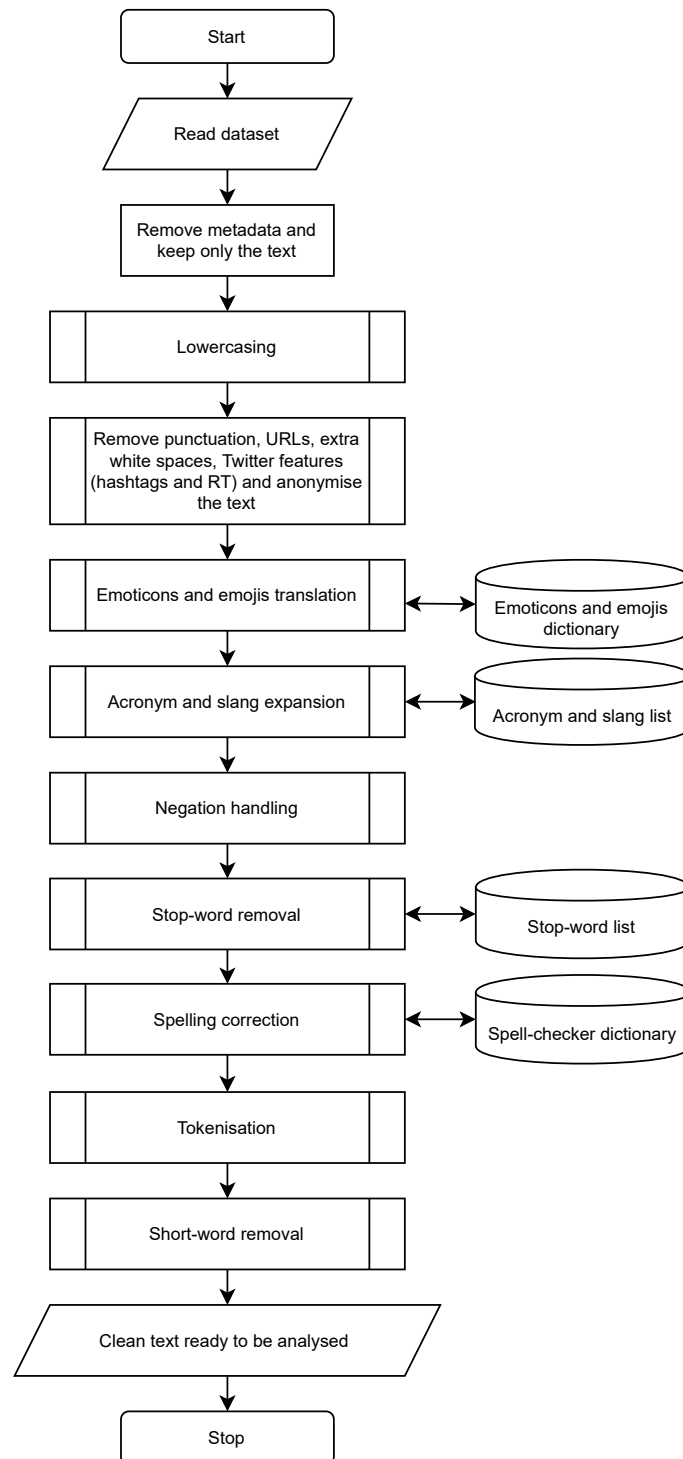 Start
Read dataset
Remove metadata and
keep only the text
Lowercasing
Remove punctuation, URLs, extra
white spaces, Twitter features
(hashtags and RT) and anonymise
the text
Emoticons and emojis translation
Emoticons and emojis
dictionary
Acronym and slang expansion
Acronym and slang list
Negation handling
Stop-word removal
Stop-word list
Spelling correction
Spell-checker dictionary
Tokenisation
Short-word removal
Clean text ready to be analysed
Stop